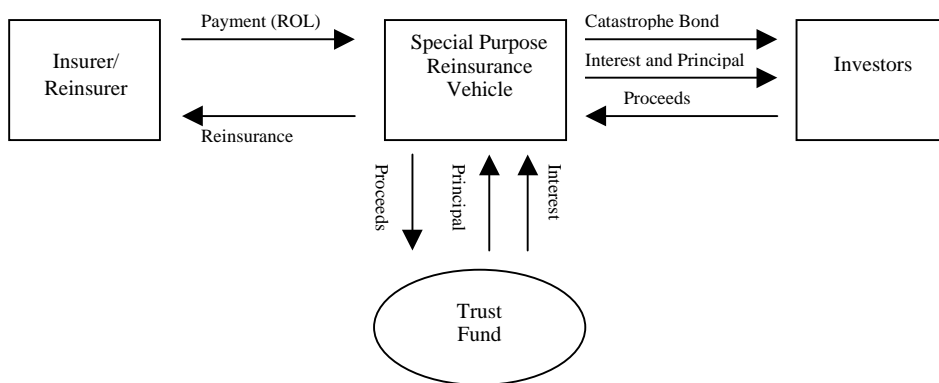 Payment (ROL)
Insurer/
Reinsurer
Reinsurance
Special Purpose
Reinsurance
Vehicle
Catastrophe Bond
Interest and Principal
Proceeds
Investors
Proceeds
Principal
Interest
Trust
Fund